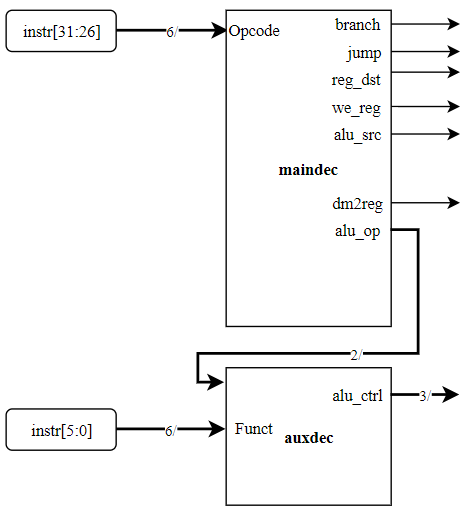 instr[31:26]
6/
Opcode
branch
jump
reg_dst
we_reg
alu_src
maindec
dm2reg
alu_op
2/
alu_ctrl
3/
instr[5:0]
6/
Funct
auxdec